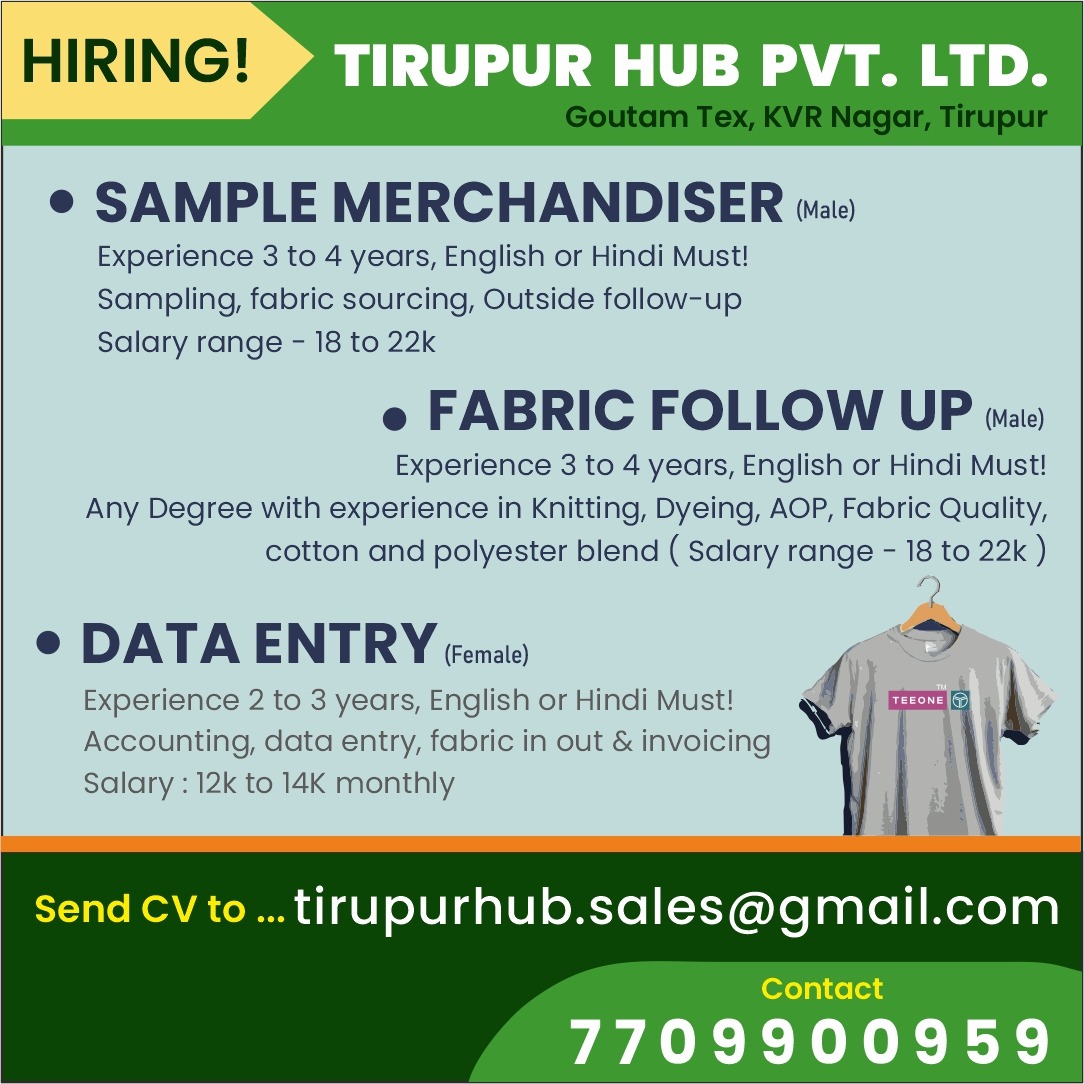 HIRING!
TIRUPUR HUB PVT. LTD.
Goutam Tex, KVR Nagar, Tirupur
• SAMPLE MERCHANDISER (Male)
Experience 3 to 4 years, English or Hindi Must!
Sampling, fabric sourcing, Outside follow-up
Salary range - 18 to 22k
• FABRIC FOLLOW UP (Male)
Experience 3 to 4 years, English or Hindi Must!
Any Degree with experience in Knitting, Dyeing, AOP, Fabric Quality,
cotton and polyester blend ( Salary range - 18 to 22k )
• DATA ENTRY (Female)
Experience 2 to 3 years, English or Hindi Must!
Accounting, data entry, fabric in out & invoicing
Salary : 12k to 14K monthly
TEEONE TM
Send CV to ... tirupurhub.sales@gmail.com
Contact
7709900959